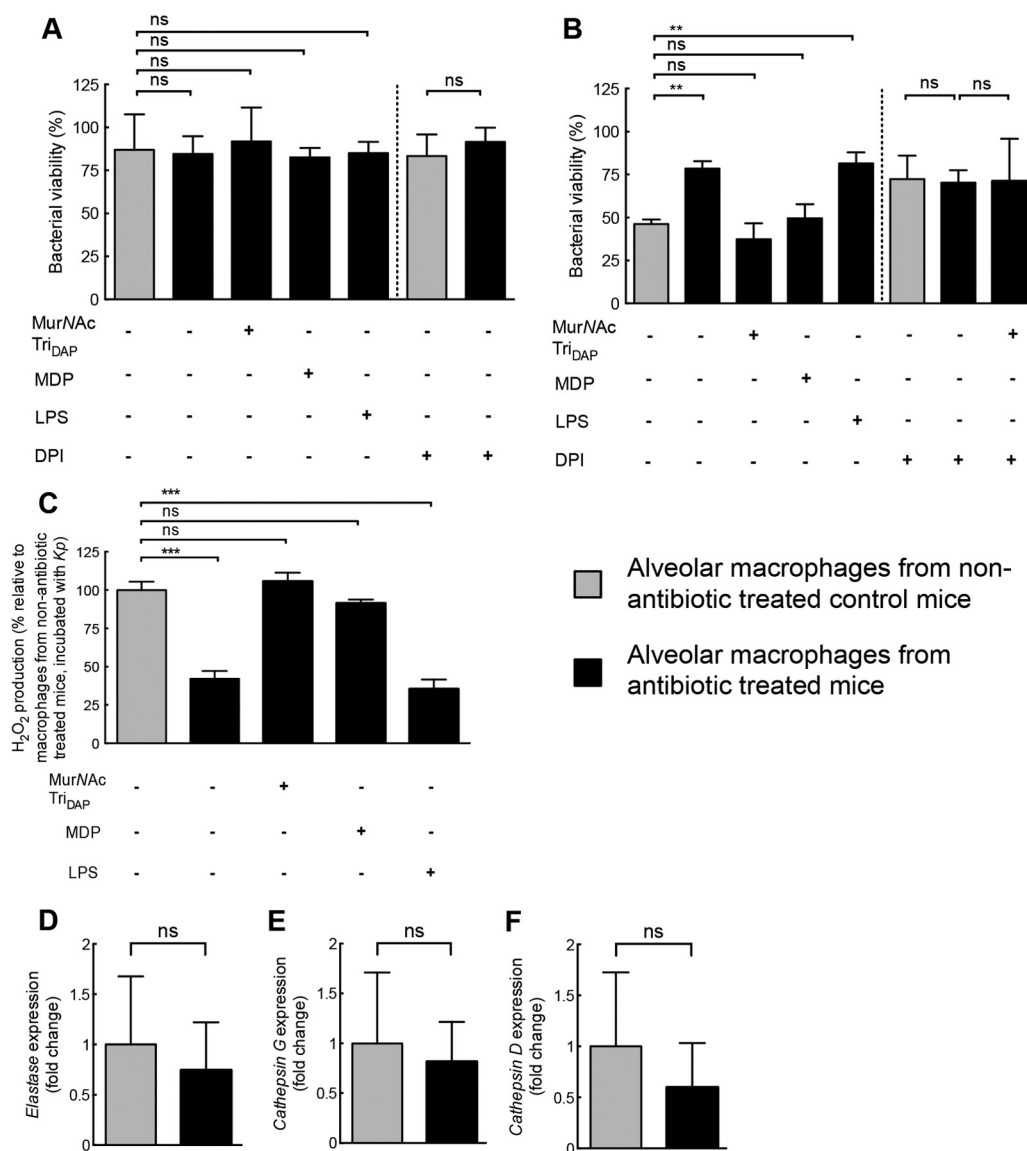 A
ns
ns
ns
ns
ns
Bacterial viability (%)
125
100
75
50
25
0
MurNAc
TriDAP
- - + - - - -
MDP
- - - + - - -
LPS
- - - - + - -
DPI
- - - - - + +
B
**
ns
ns
**
ns
ns
Bacterial viability (%)
125
100
75
50
25
0
MurNAc
TriDAP
- - + - - - - +
MDP
- - - + - - - -
LPS
- - - - + - - -
DPI
- - - - - + + +
C
***
ns
ns
***
H2O2 production (% relative to
macrophages from non-antibiotic
treated mice, incubated with Kp)
125
100
75
50
25
0
MurNAc
TriDAP
- - + - -
MDP
- - - + -
LPS
- - - - +
Alveolar macrophages from non-
antibiotic treated control mice
Alveolar macrophages from
antibiotic treated mice
D
ns
Elastase expression
(fold change)
2
1.5
1
0.5
0
E
ns
Cathepsin G expression
(fold change)
2
1.5
1
0.5
0
F
ns
Cathepsin D expression
(fold change)
2
1.5
1
0.5
0